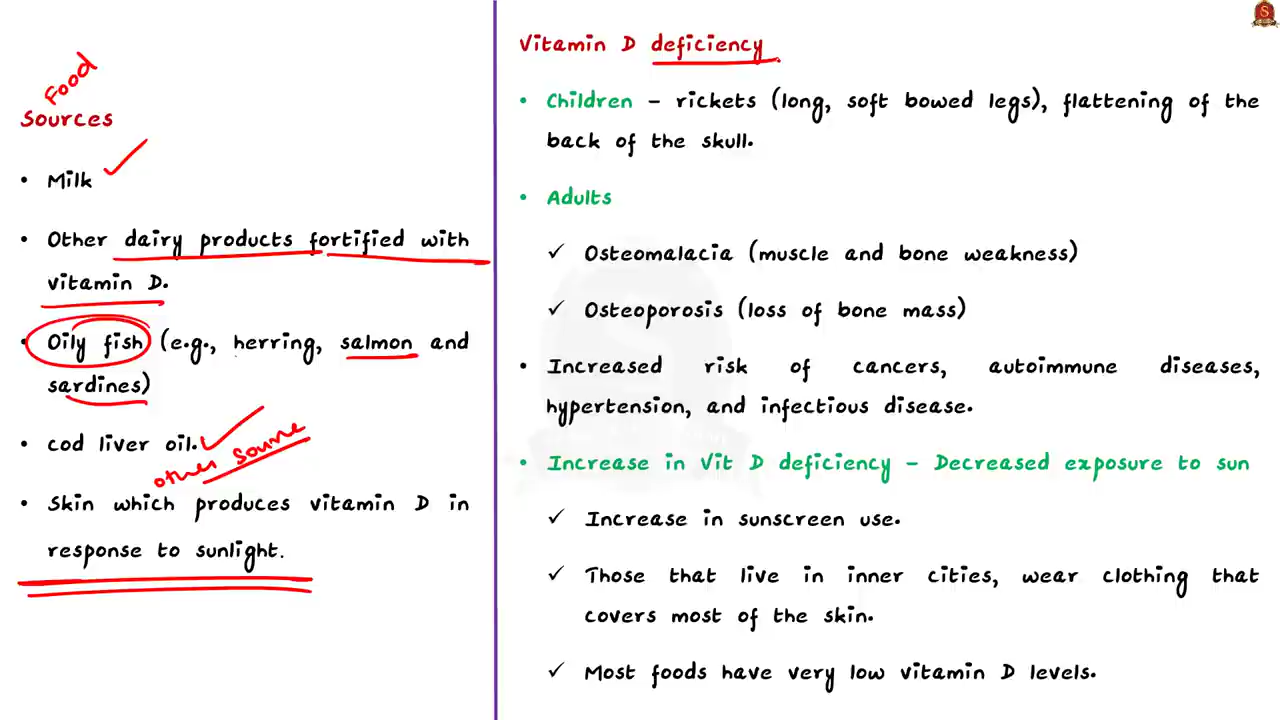 Food
Sources
• Milk
• Other dairy products fortified with
vitamin D.
• Oily fish (e.g., herring, salmon and
sardines)
• cod liver oil.
other source
• Skin which produces vitamin D in
response to sunlight.
Vitamin D deficiency
• Children – rickets (long, soft bowed legs), flattening of the
back of the skull.
• Adults
✓ Osteomalacia (muscle and bone weakness)
✓ Osteoporosis (loss of bone mass)
• Increased risk of cancers, autoimmune diseases,
hypertension, and infectious disease.
• Increase in Vit D deficiency – Decreased exposure to sun
✓ Increase in sunscreen use.
✓ Those that live in inner cities, wear clothing that
covers most of the skin.
✓ Most foods have very low vitamin D levels.